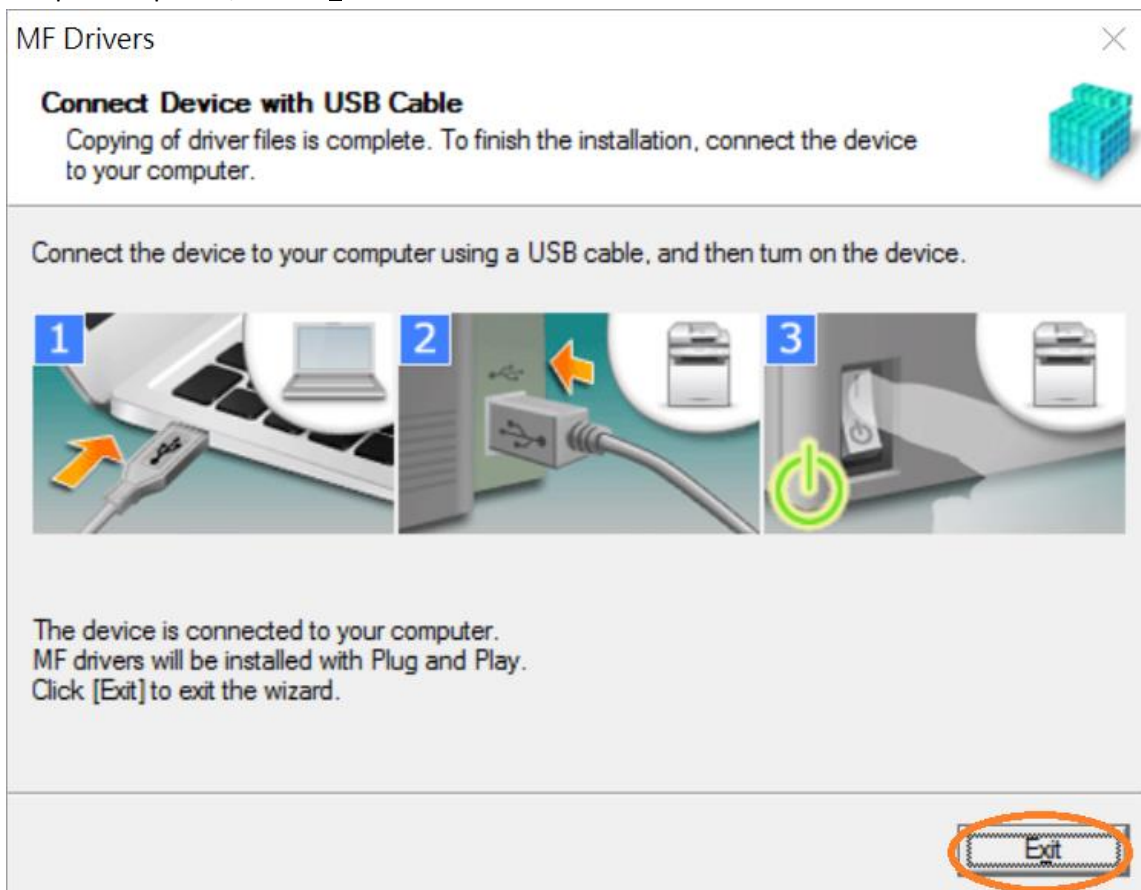 MF Drivers
Connect Device with USB Cable
Copying of driver files is complete. To finish the installation, connect the device
to your computer.
Connect the device to your computer using a USB cable, and then turn on the device.
1
2
3
The device is connected to your computer.
MF drivers will be installed with Plug and Play.
Click [Exit] to exit the wizard.
Exit